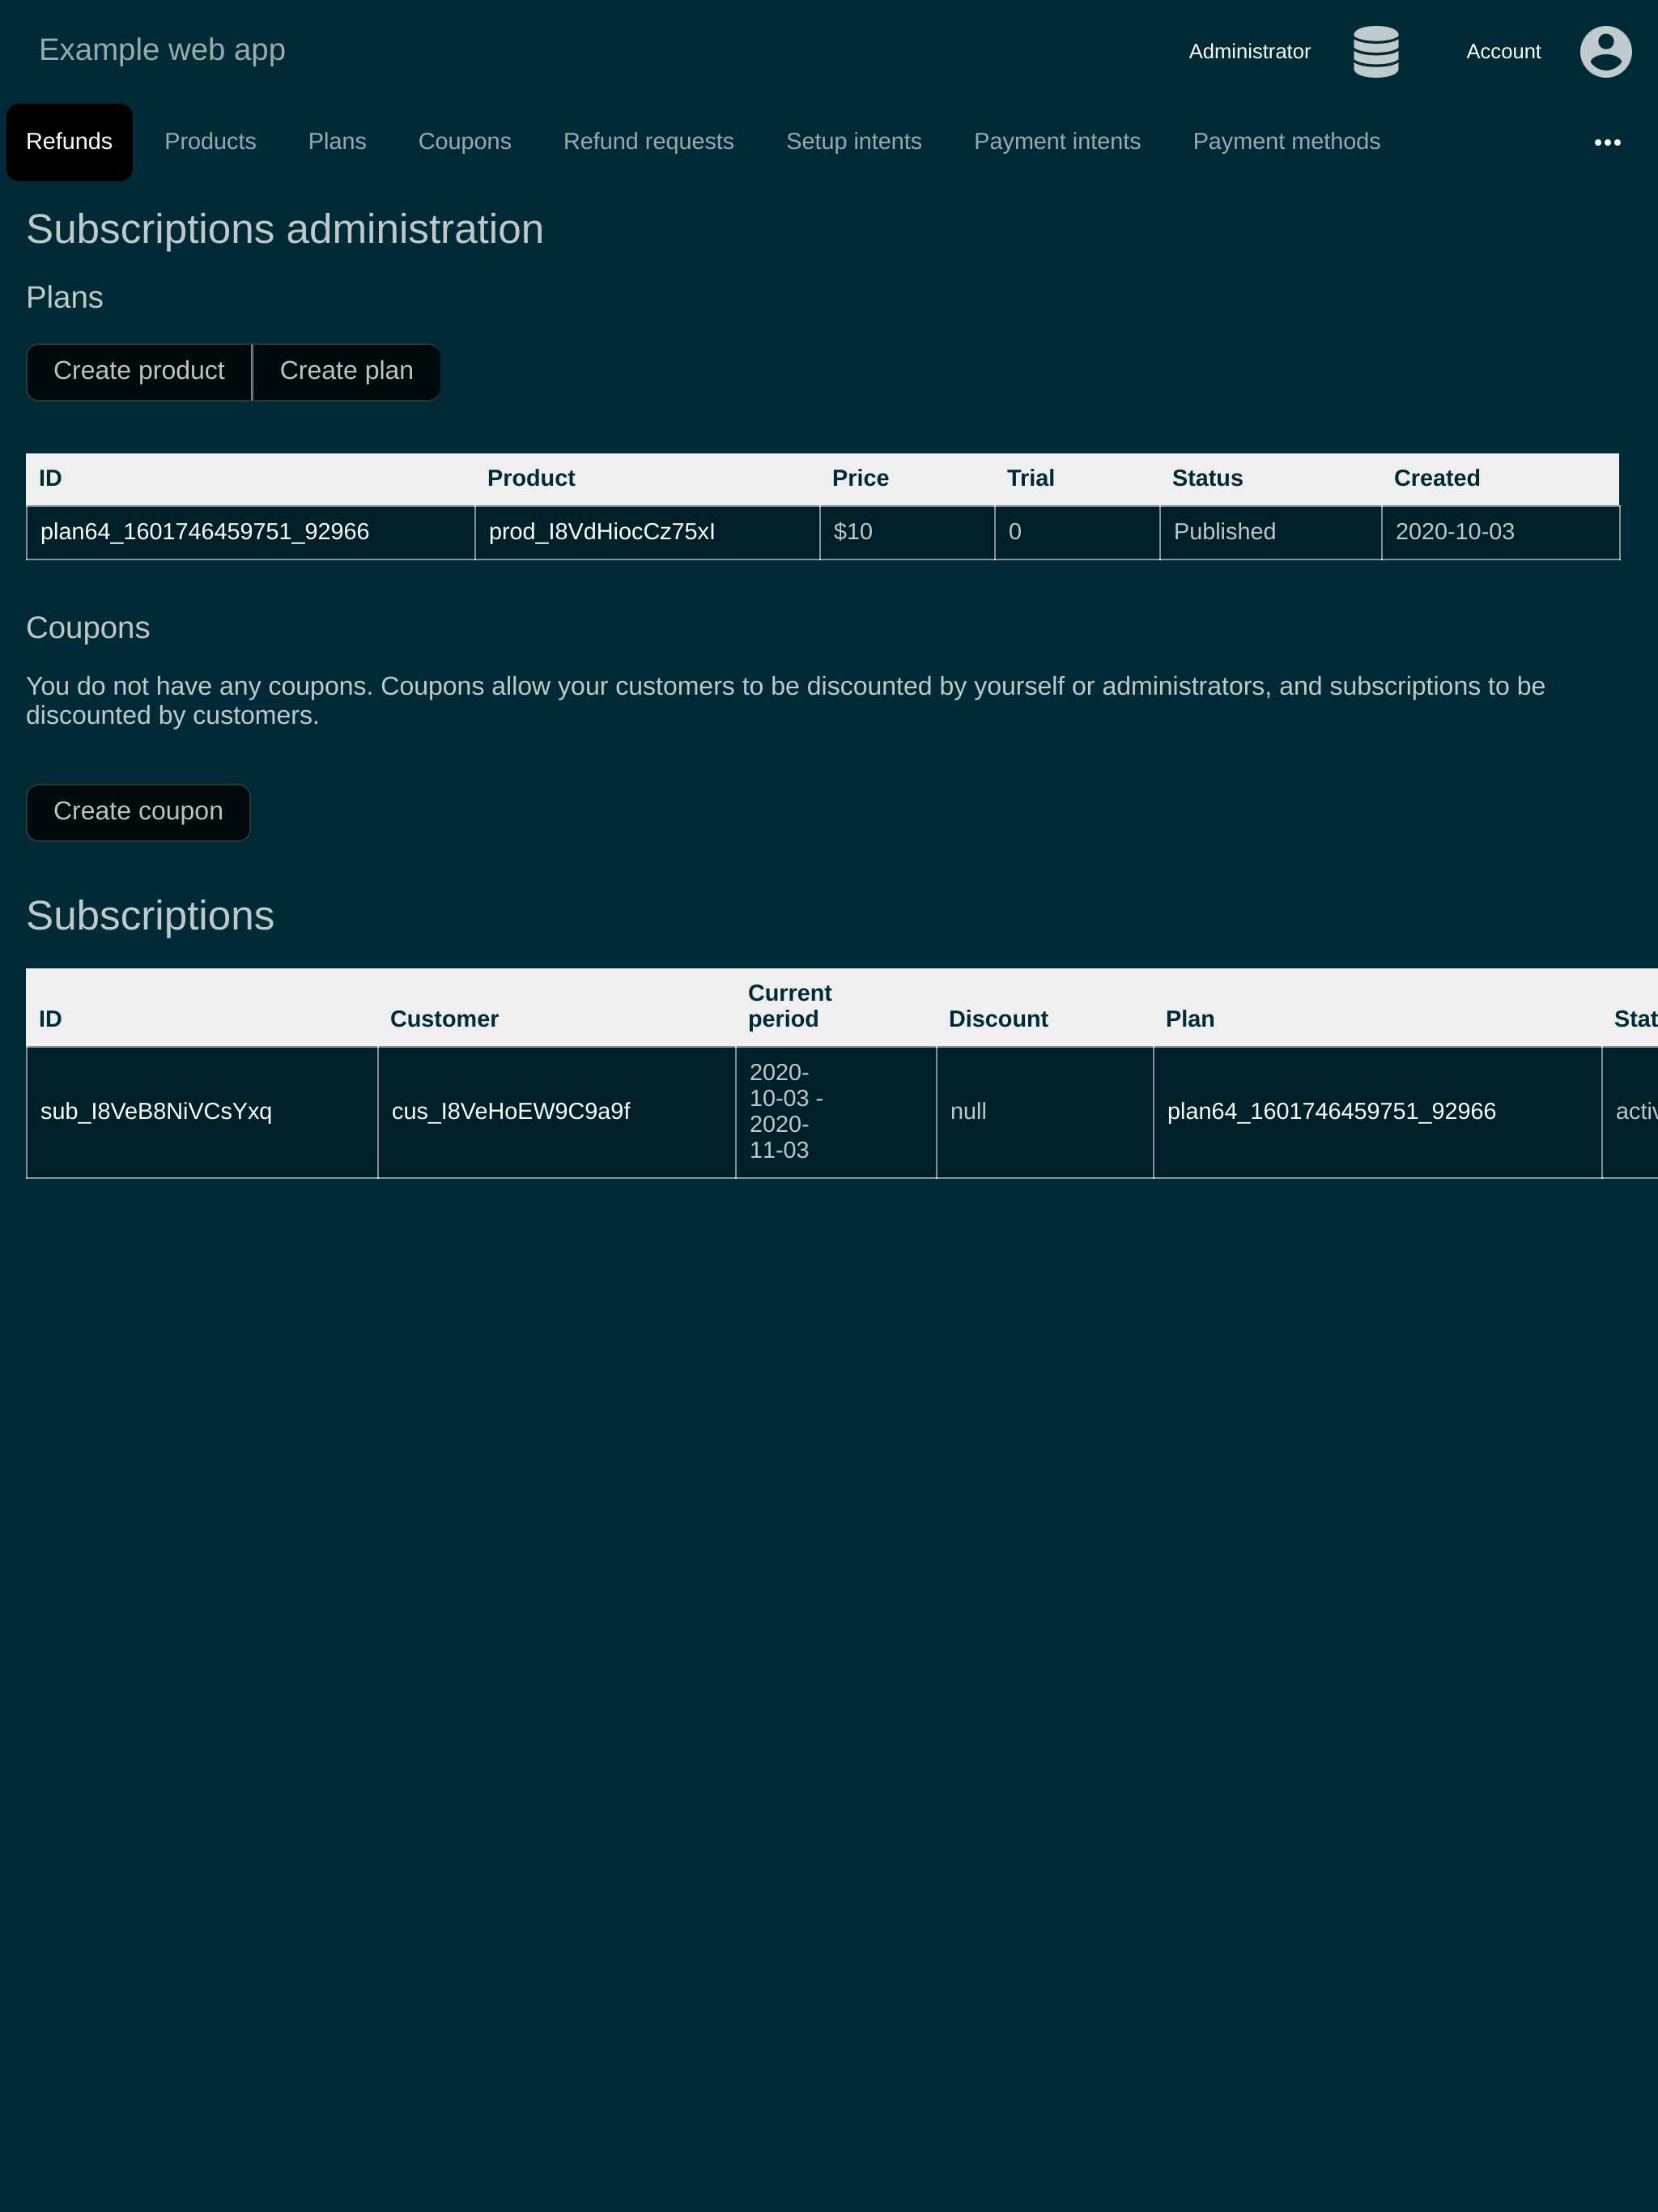 Example web app
Administrator
Account
Refunds Products Plans Coupons Refund requests Setup intents Payment intents Payment methods
Subscriptions administration
Plans
Create product Create plan
ID Product Price Trial Status Created
plan64_1601746459751_92966 prod_I8VdHiocCz75xI $10 0 Published 2020-10-03
Coupons
You do not have any coupons. Coupons allow your customers to be discounted by yourself or administrators, and subscriptions to be
discounted by customers.
Create coupon
Subscriptions
ID Customer Current period Discount Plan Stat
sub_I8VeB8NiVCsYxq cus_I8VeHoEW9C9a9f 2020-10-03 - 2020-11-03 null plan64_1601746459751_92966 activ